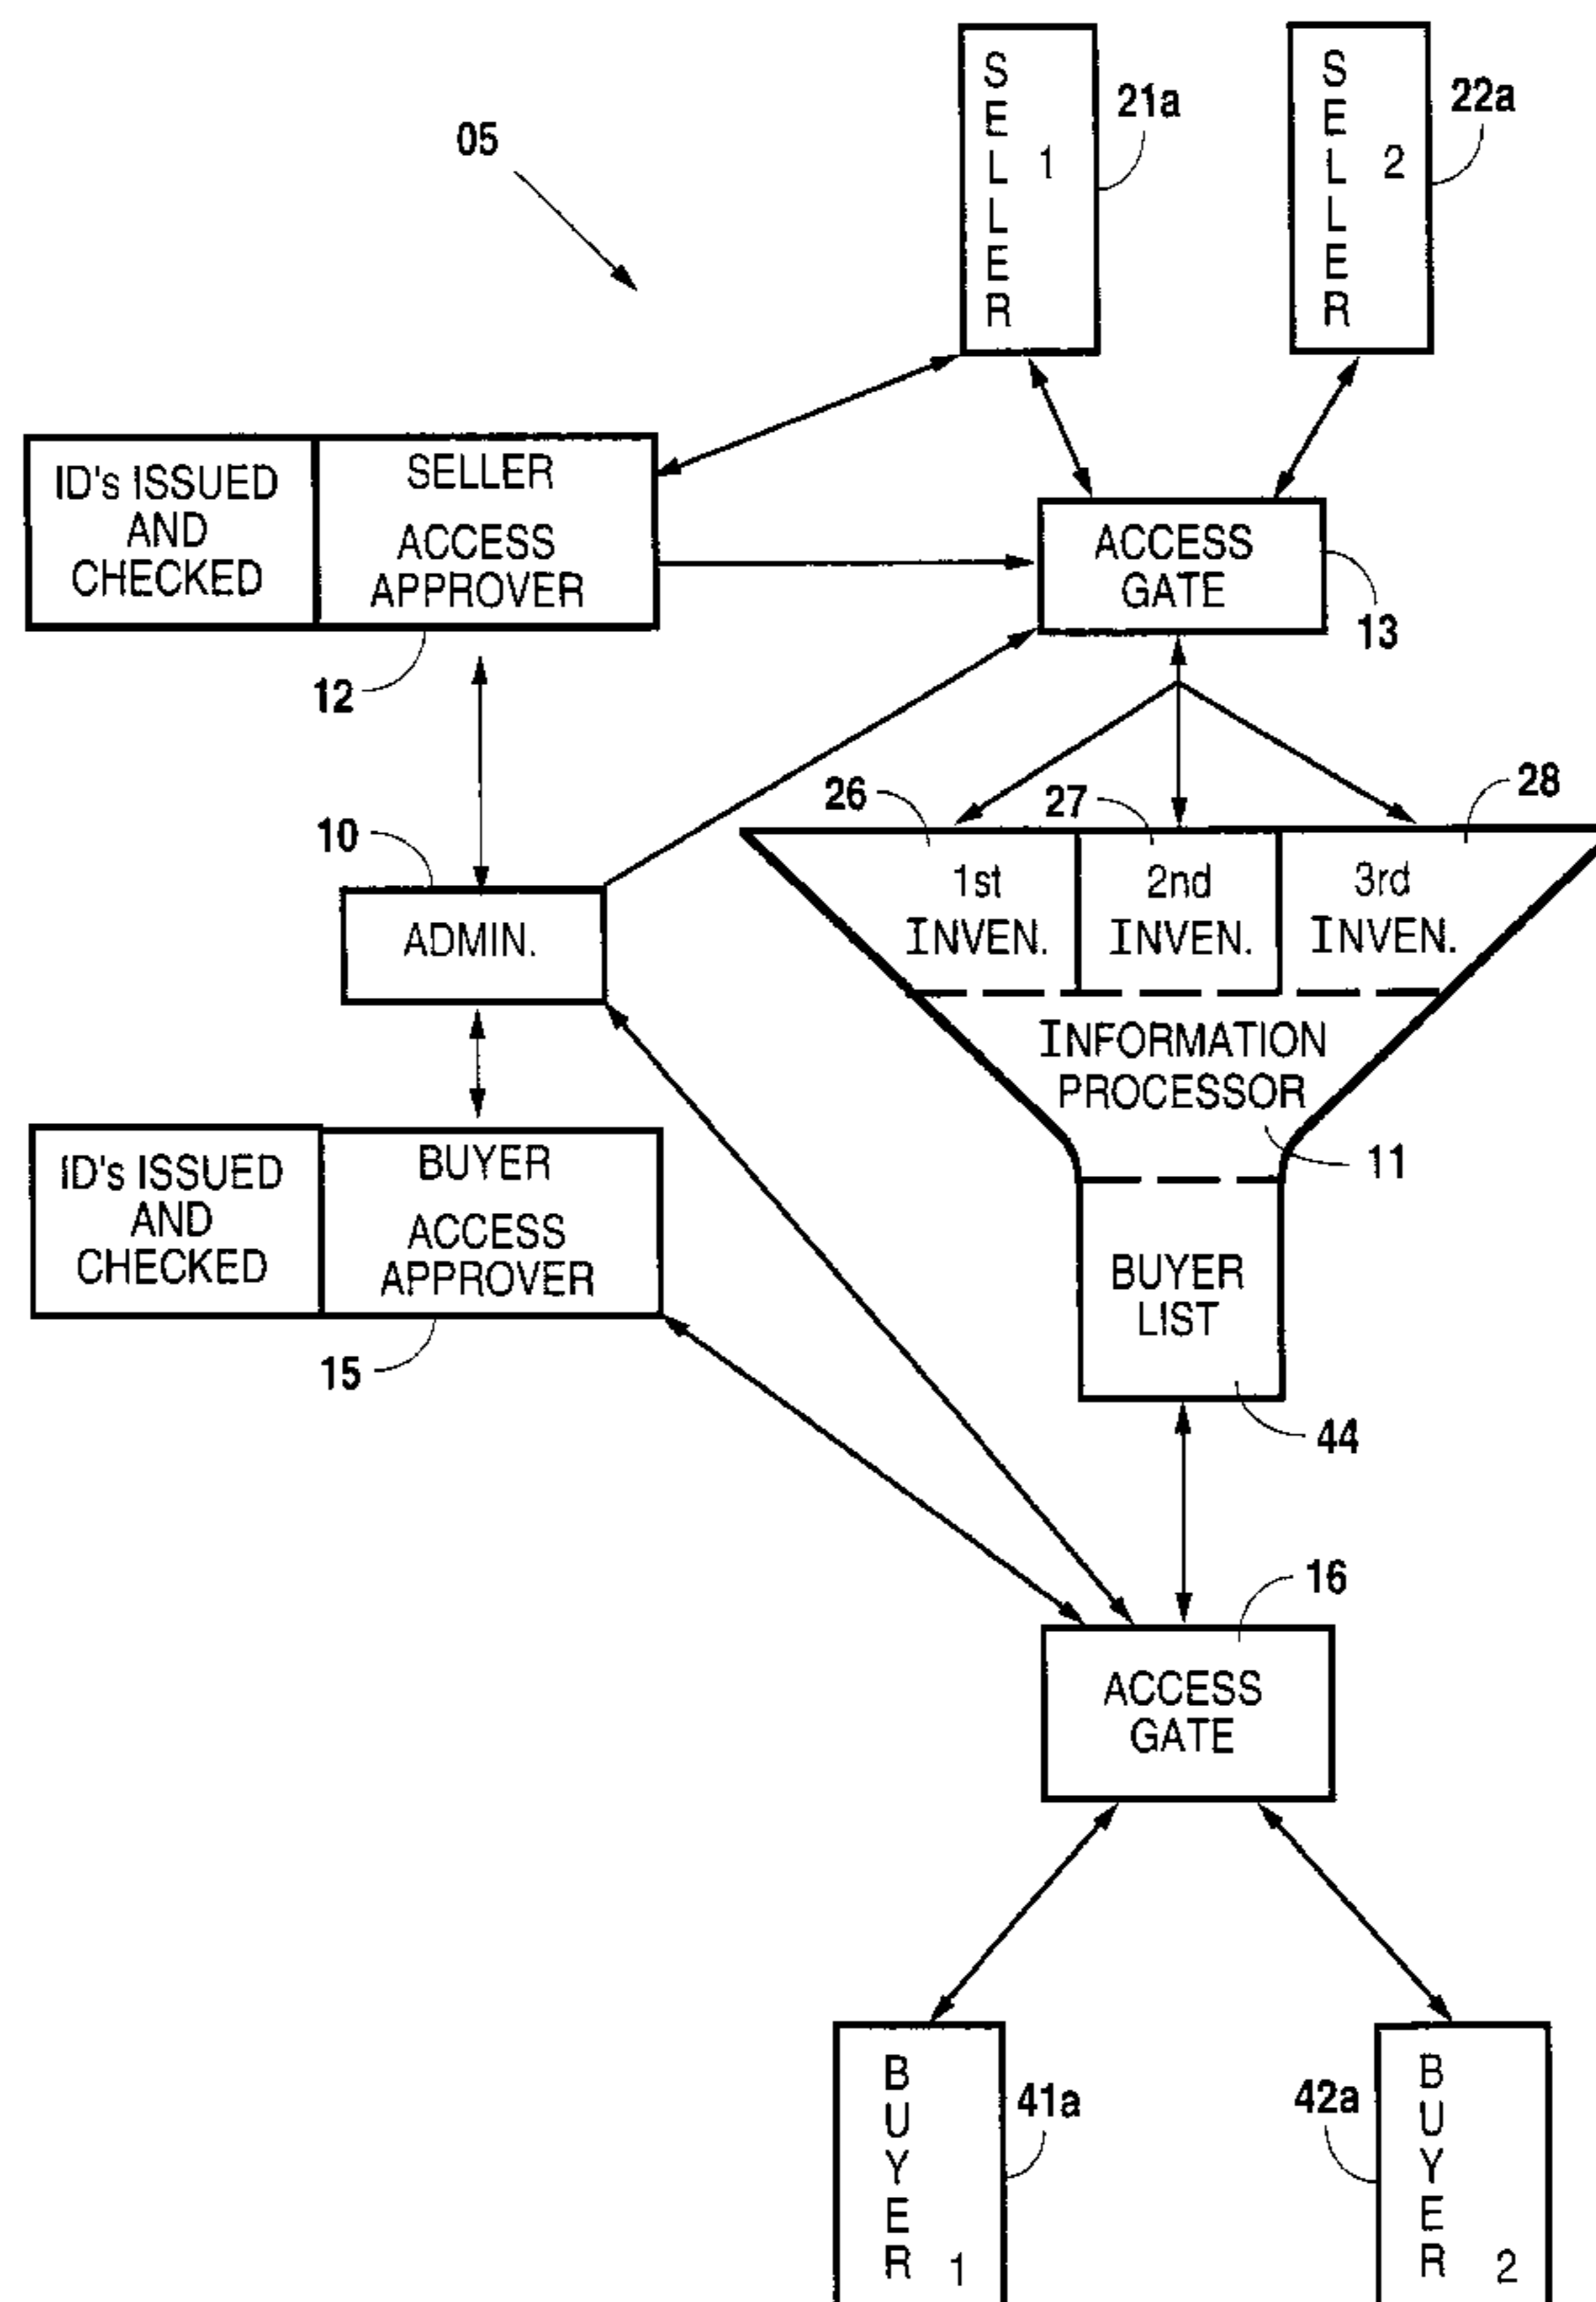 SELLER 1
21a
SELLER 2
22a
05
ID's ISSUED
AND
CHECKED
SELLER
ACCESS
APPROVER
12
ACCESS
GATE
13
10
ADMIN.
26
27
28
1st
INVEN.
2nd
INVEN.
3rd
INVEN.
INFORMATION
PROCESSOR
11
ID's ISSUED
AND
CHECKED
BUYER
ACCESS
APPROVER
15
BUYER
LIST
44
16
ACCESS
GATE
BUYER 1
41a
42a
BUYER 2